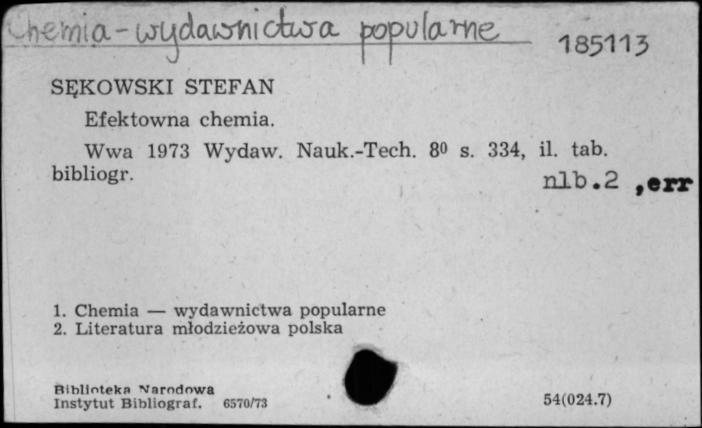 Chemia - wydawnictwa popularne
185113
SĘKOWSKI STEFAN
Efektowna chemia.
Wwa 1973 Wydaw. Nauk.-Tech. 8⁰ s. 334, il. tab.
bibliogr.
nlb.2 ,err
1. Chemia — wydawnictwa popularne
2. Literatura młodzieżowa polska
Biblioteka Narodowa
Instytut Bibliograf. 6570/73
54(024.7)